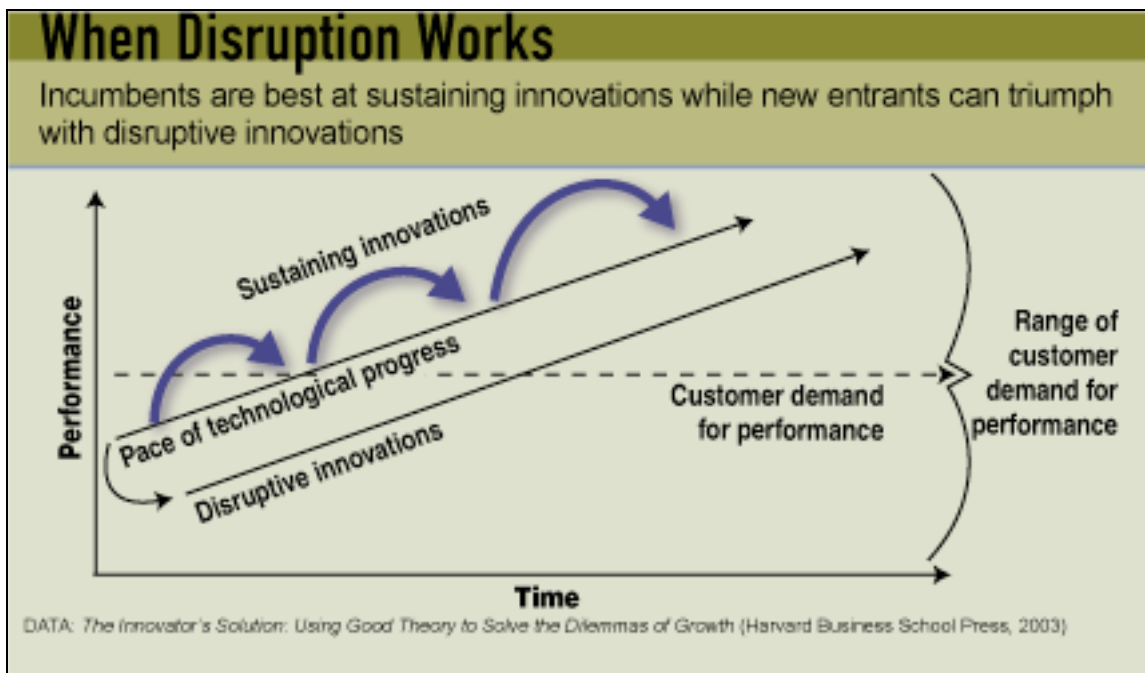 When Disruption Works
Incumbents are best at sustaining innovations while new entrants can triumph
with disruptive innovations
Sustaining innovations
Performance
Pace of technological progress
Disruptive innovations
Customer demand
for performance
Range of
customer
demand for
performance
Time
DATA: The Innovator's Solution: Using Good Theory to Solve the Dilemmas of Growth (Harvard Business School Press, 2003)